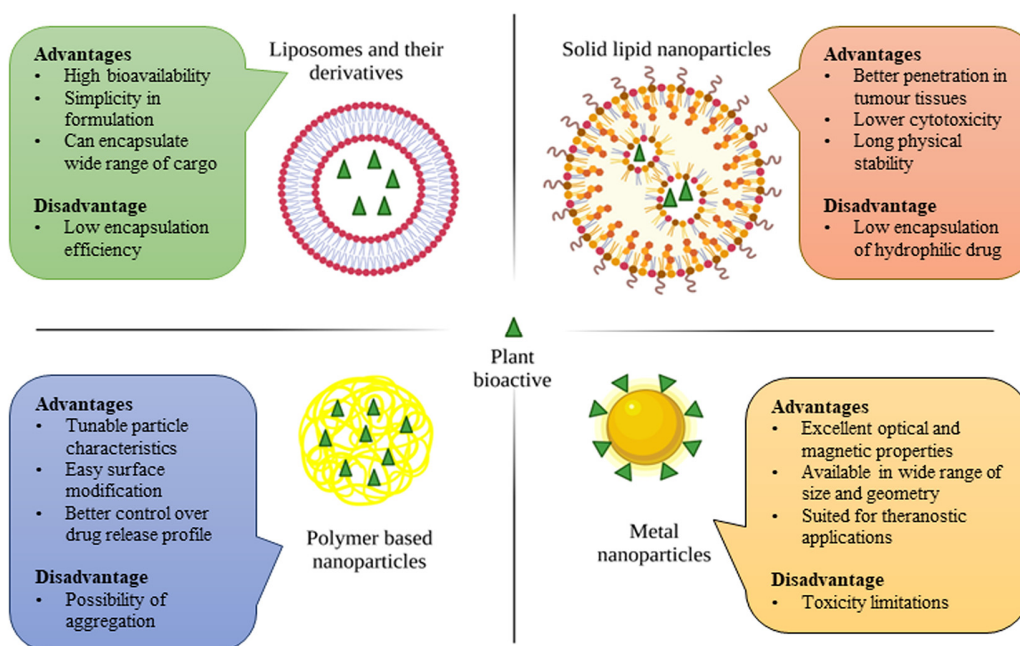 Advantages
• High bioavailability
• Simplicity in
formulation
• Can encapsulate
wide range of cargo
Disadvantage
• Low encapsulation
efficiency
Liposomes and their
derivatives
Solid lipid nanoparticles
Advantages
• Better penetration in
tumour tissues
• Lower cytotoxicity
• Long physical
stability
Disadvantage
• Low encapsulation
of hydrophilic drug
Plant
bioactive
Advantages
• Tunable particle
characteristics
• Easy surface
modification
• Better control over
drug release profile
Disadvantage
• Possibility of
aggregation
Polymer based
nanoparticles
Metal
nanoparticles
Advantages
• Excellent optical and
magnetic properties
• Available in wide range of
size and geometry
• Suited for theranostic
applications
Disadvantage
• Toxicity limitations